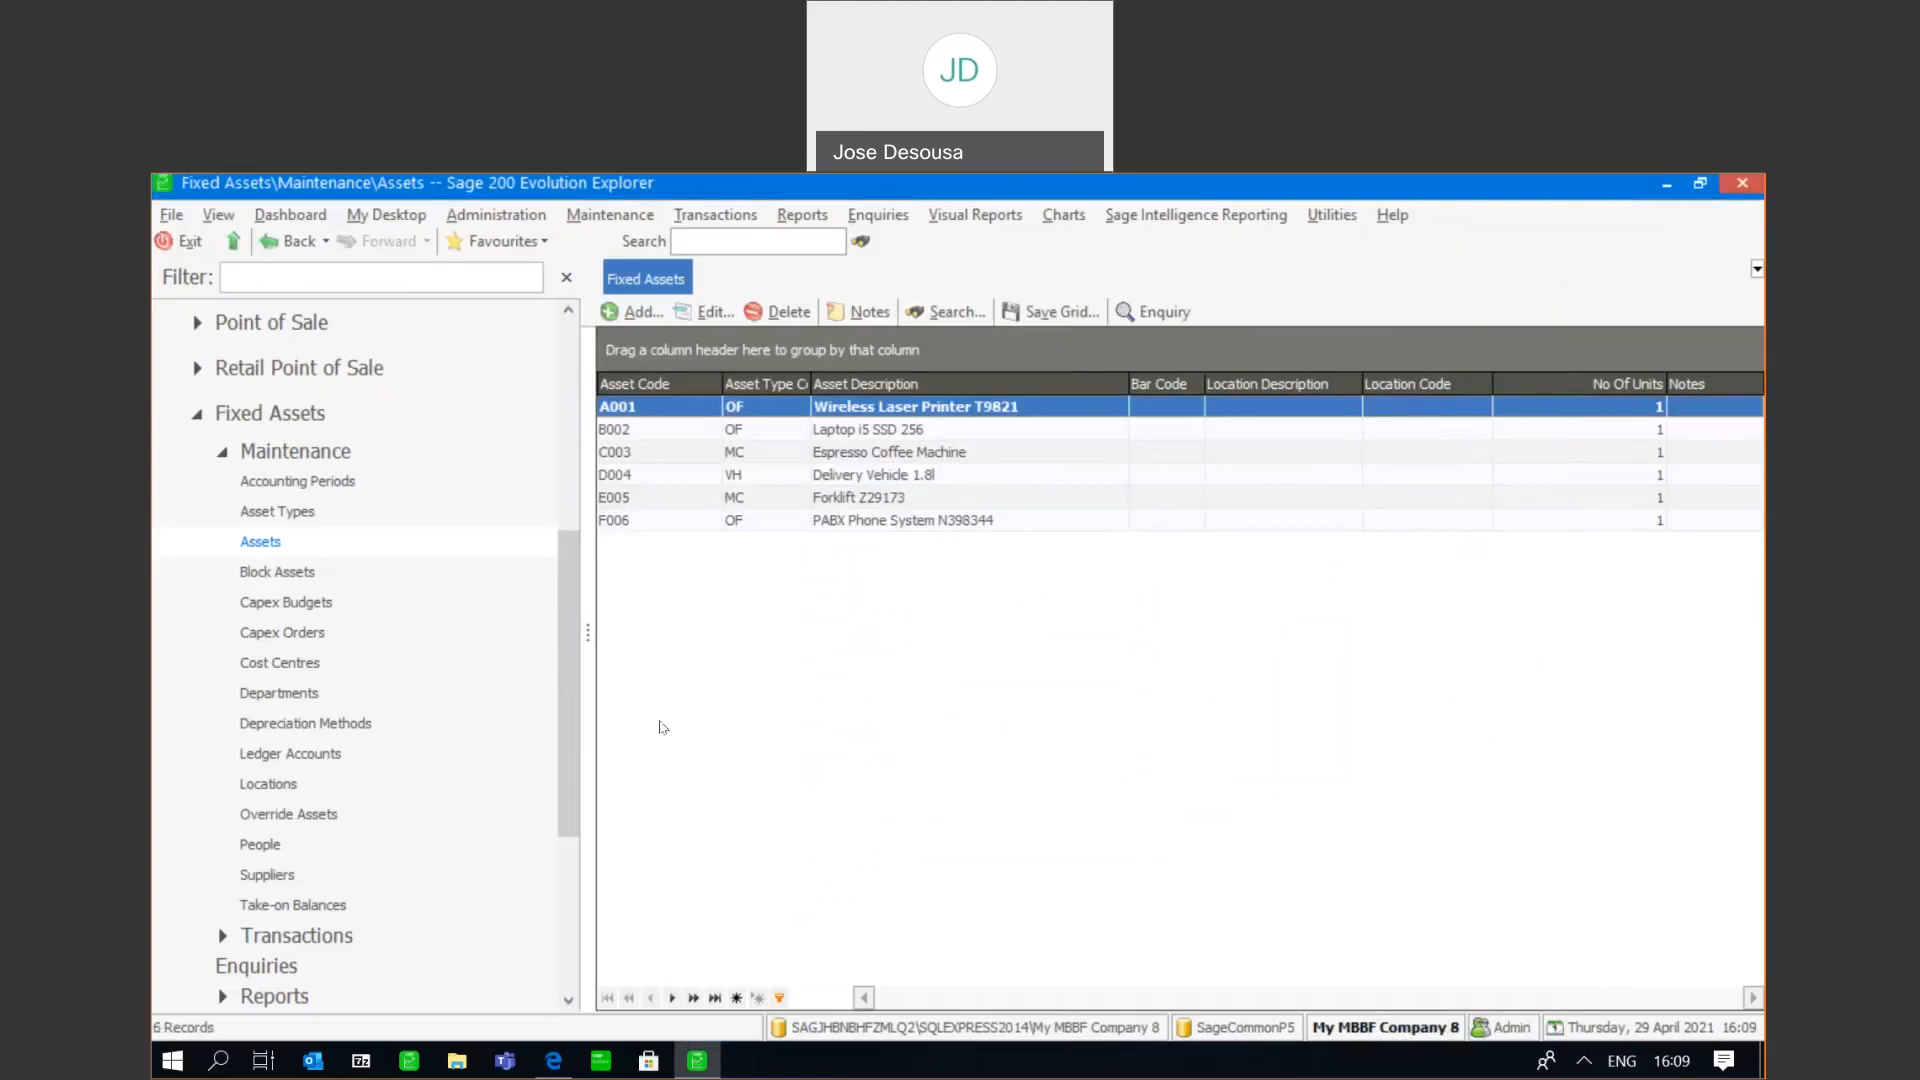 JD
Jose Desousa
Fixed Assets\Maintenance\Assets -- Sage 200 Evolution Explorer
File View Dashboard My Desktop Administration Maintenance Transactions Reports Enquiries Visual Reports Charts Sage Intelligence Reporting Utilities Help
Exit Back Forward Favourites Search
Filter:
Fixed Assets
Add... Edit... Delete Notes Search... Save Grid... Enquiry
Point of Sale
Retail Point of Sale
Fixed Assets
Maintenance
Accounting Periods
Asset Types
Assets
Block Assets
Capex Budgets
Capex Orders
Cost Centres
Departments
Depreciation Methods
Ledger Accounts
Locations
Override Assets
People
Suppliers
Take-on Balances
Transactions
Enquiries
Reports
Drag a column header here to group by that column
Asset Code Asset Type C Asset Description Bar Code Location Description Location Code No Of Units Notes
A001 OF Wireless Laser Printer T9821 1
B002 OF Laptop i5 SSD 256 1
C003 MC Espresso Coffee Machine 1
D004 VH Delivery Vehicle 1.8l 1
E005 MC Forklift Z29173 1
F006 OF PABX Phone System N398344 1
6 Records SAGJHBNBHFZMLQ2\SQLEXPRESS2014\My MBBF Company 8 SageCommonP5 My MBBF Company 8 Admin Thursday, 29 April 2021 16:09
ENG 16:09